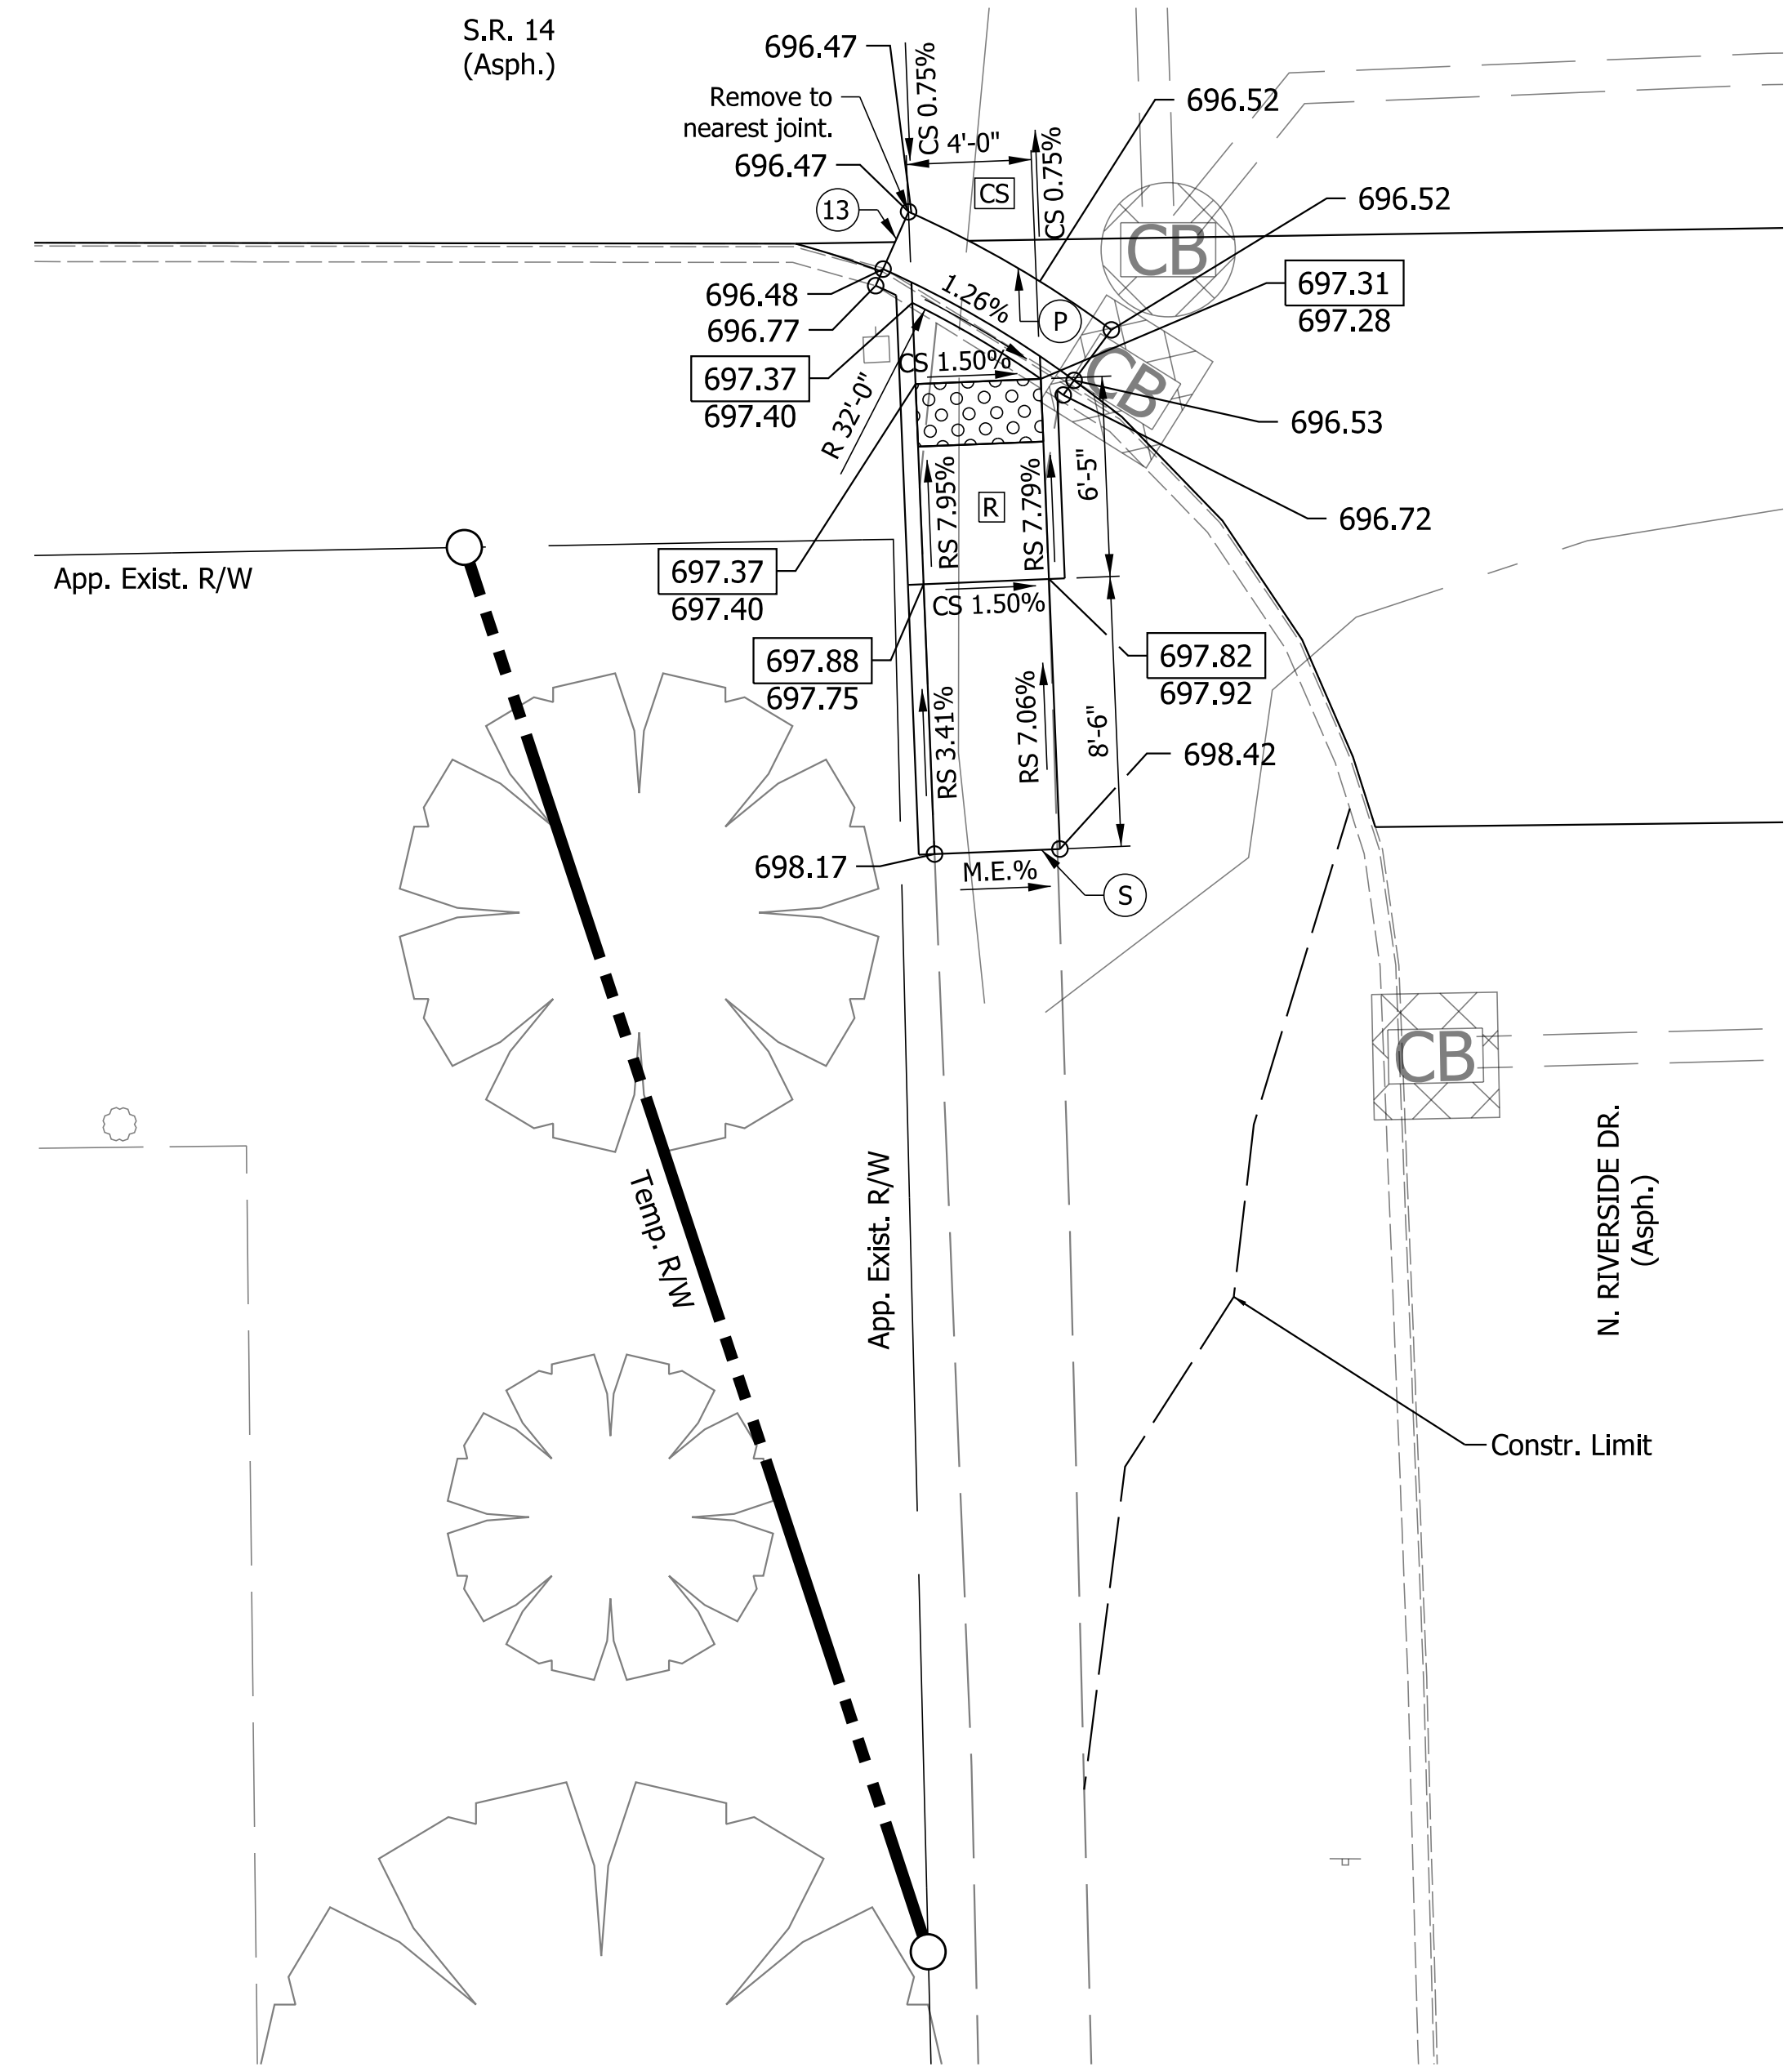 S.R. 14
(Asph.)
696.47
CS 0.75%
Remove to
nearest joint.
696.52
4'-0"
CS 0.75%
696.47
CS
13
696.52
CB
696.48
1.26%
697.31
697.28
P
696.77
697.37
697.40
CS 1.50%
CB
R 32'-0"
696.53
6'-5"
RS 7.95%
RS 7.79%
R
696.72
App. Exist. R/W
697.37
697.40
CS 1.50%
697.88
697.75
697.82
697.92
RS 3.41%
RS 7.06%
8'-6"
698.42
698.17
M.E.%
S
CB
Temp. R/W
App. Exist. R/W
N. RIVERSIDE DR.
(Asph.)
Constr. Limit